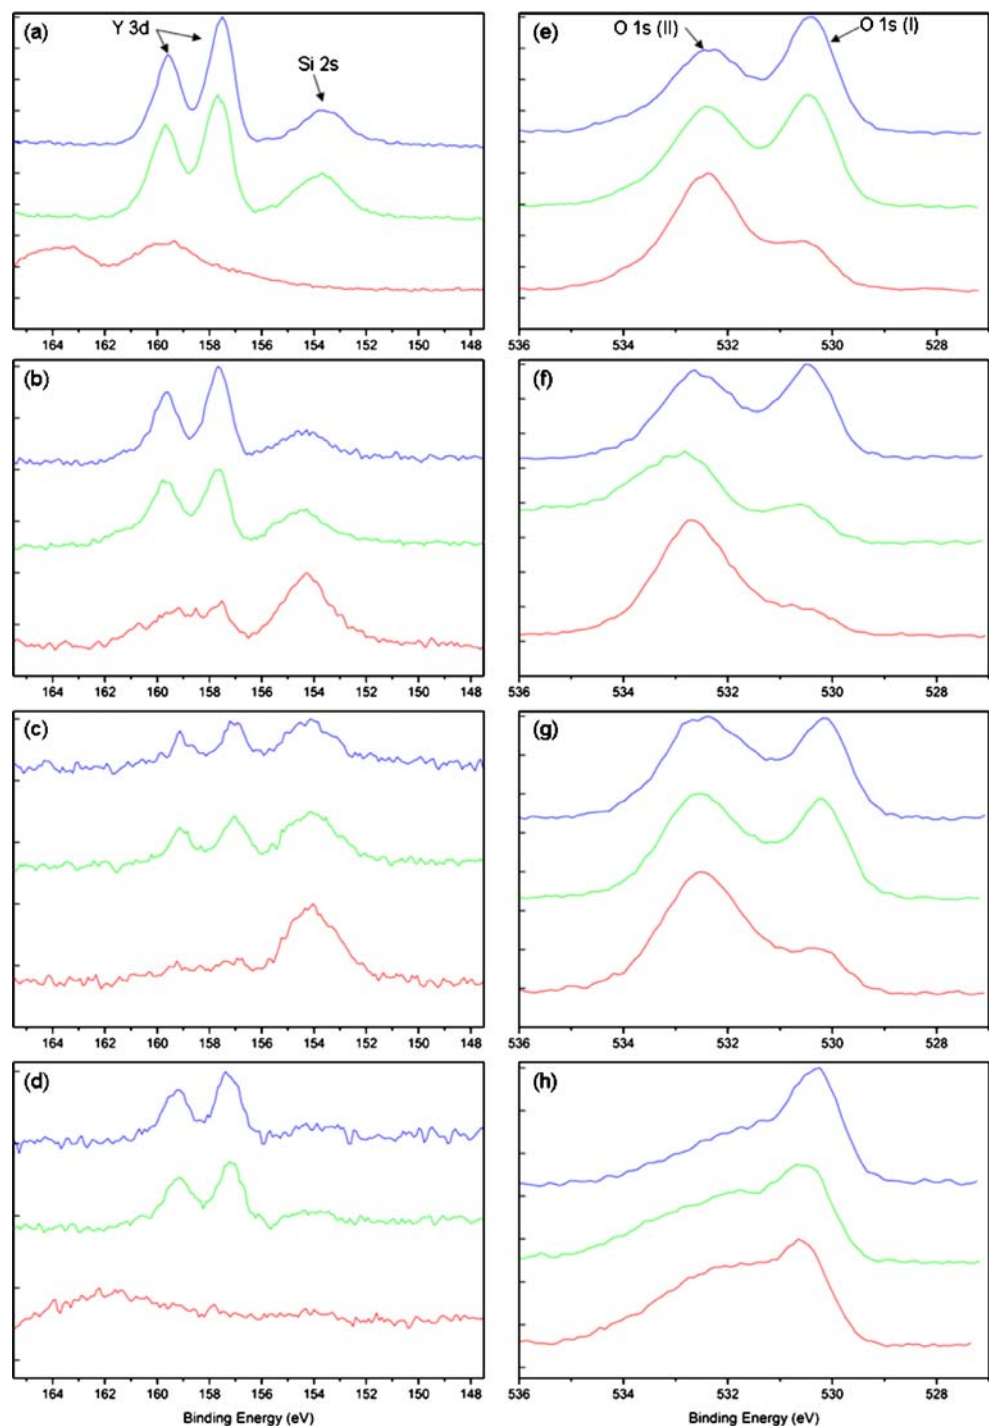 (a) Y 3d Si 2s
164 162 160 158 156 154 152 150 148
(e) O 1s (II) O 1s (I)
536 534 532 530 528
(b)
164 162 160 158 156 154 152 150 148
(f)
536 534 532 530 528
(c)
164 162 160 158 156 154 152 150 148
(g)
536 534 532 530 528
(d)
164 162 160 158 156 154 152 150 148
Binding Energy (eV)
(h)
536 534 532 530 528
Binding Energy (eV)